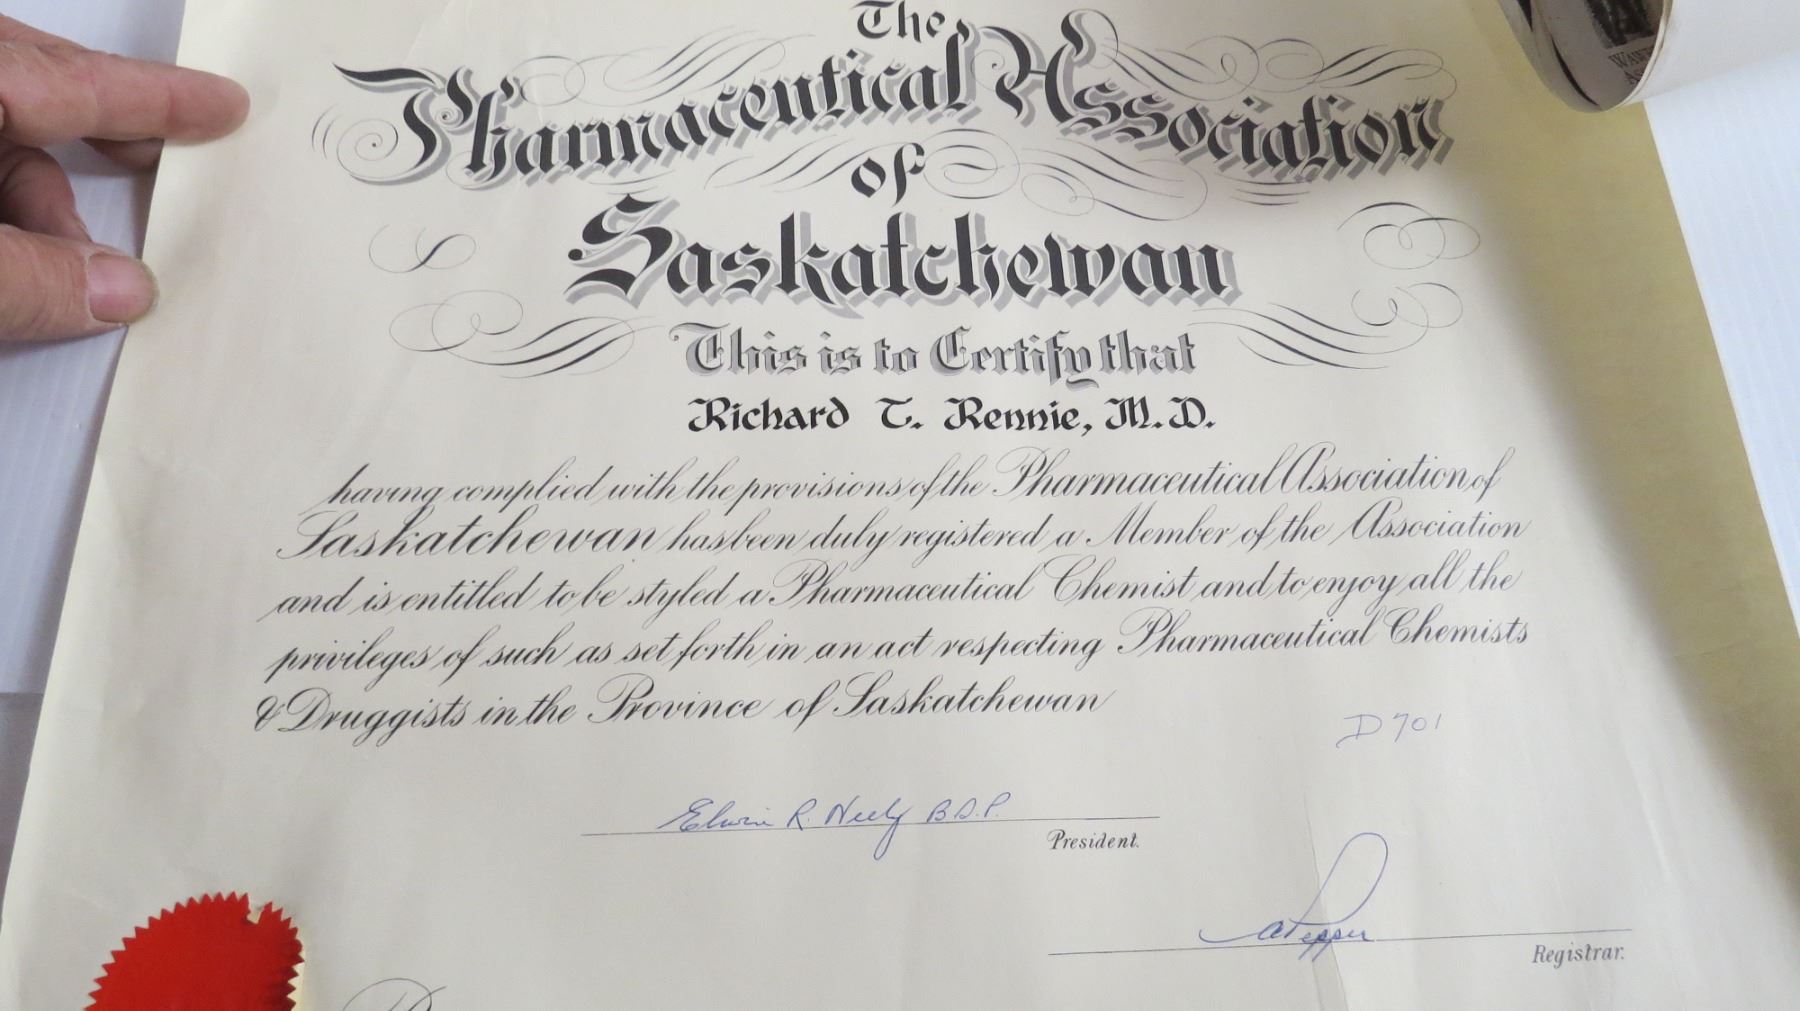 The
Pharmaceutical Association
of
Saskatchewan
This is to Certify that
Richard T. Rennie, M.D.
having complied with the provisions of the Pharmaceutical Association of
Saskatchewan has been duly registered a Member of the Association
and is entitled to be styled a Pharmaceutical Chemist and to enjoy all the
privileges of such as set forth in an act respecting Pharmaceutical Chemists
& Druggists in the Province of Saskatchewan
D701
Elwin R. Neely B.S.P.
President.
A Pepper
Registrar.